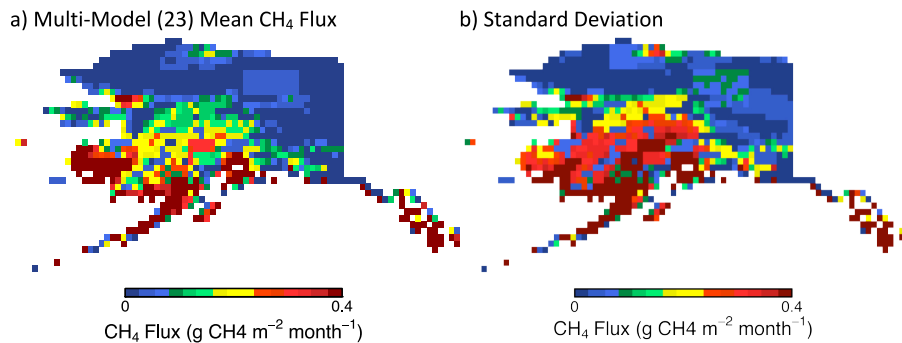 a) Multi-Model (23) Mean CH₄ Flux
b) Standard Deviation
0 0.4
CH₄ Flux (g CH4 m⁻² month⁻¹)
0 0.4
CH₄ Flux (g CH4 m⁻² month⁻¹)